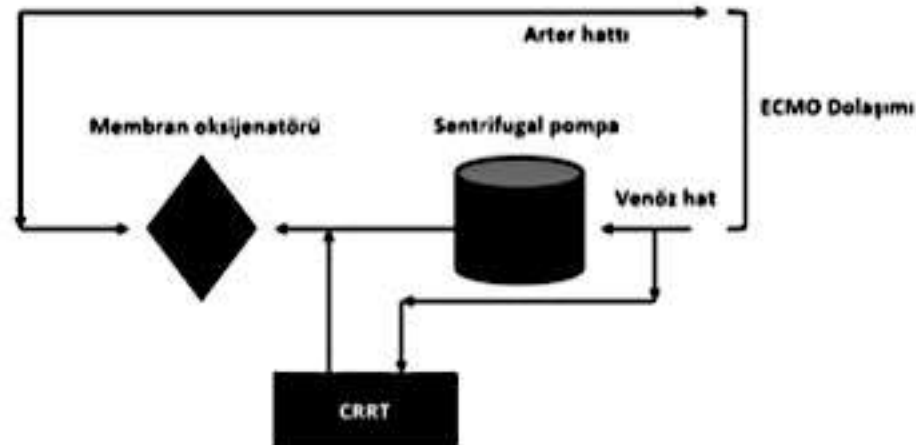 Arter hattı
ECMO Dolaşımı
Membran oksijenatörü
Sentrifugal pompa
Venöz hat
CRRT